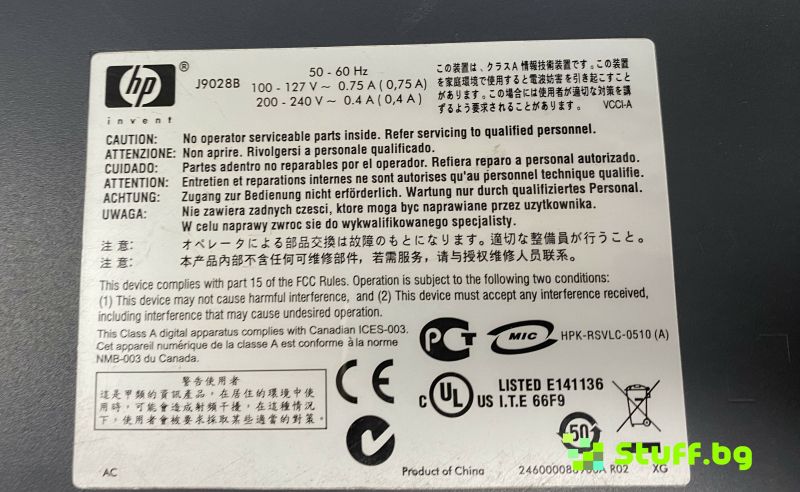 hp
®
invent
J9028B
50 - 60 Hz
100 - 127 V ~ 0.75 A ( 0,75 A)
200 - 240 V ~ 0.4 A ( 0,4 A)
この装置は、クラスA 情報技術装置です。この装置
を家庭環境で使用すると電波妨害を引き起こすこと
があります。この場合には使用者が適切な対策を講
ずるよう要求されることがあります。 VCCI-A
CAUTION: No operator serviceable parts inside. Refer servicing to qualified personnel.
ATTENZIONE: Non aprire. Rivolgersi a personale qualificado.
CUIDADO: Partes adentro no reparables por el operador. Refiera reparo a personal autorizado.
ATTENTION: Entretien et reparations internes ne sont autorises qu'au personnel technique qualifie.
ACHTUNG: Zugang zur Bedienung nicht erförderlich. Wartung nur durch qualifiziertes Personal.
UWAGA: Nie zawiera zadnych czesci, ktore moga byc naprawiane przez uzytkownika.
W celu naprawy zwroc sie do wykwalifikowanego specjalisty.
注意: オペレータによる部品交換は故障のもとになります。適切な整備員が行うこと。
注意: 本产品内部不含任何可维修部件，若需服务，请与授权维修人员联系。
This device complies with part 15 of the FCC Rules. Operation is subject to the following two conditions:
(1) This device may not cause harmful interference, and (2) This device must accept any interference received,
including interference that may cause undesired operation.
This Class A digital apparatus complies with Canadian ICES-003.
Cet appareil numérique de la classe A est conforme à la norme
NMB-003 du Canada.
PCT
MIC
HPK-RSVLC-0510 (A)
警告使用者
這是甲類的資訊產品，在居住的環境中使
用時，可能會造成射頻干擾，在這種情況
下，使用者會被要求採取某些適當的對策。
CE
C UL US
LISTED E141136
I.T.E 66F9
50
AC
Product of China
R02
XG
Stuff.bg